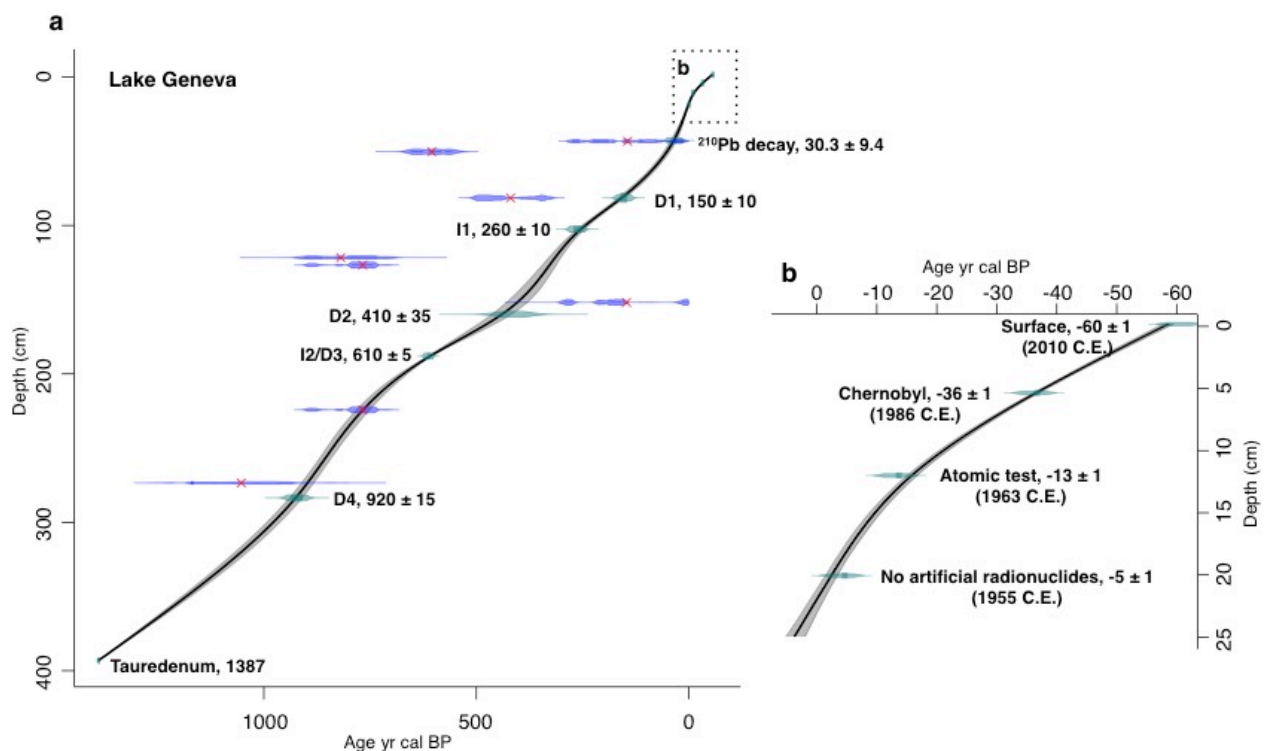 a
Lake Geneva
b
0
100
200
300
400
Depth (cm)
²¹⁰Pb decay, 30.3 ± 9.4
D1, 150 ± 10
I1, 260 ± 10
D2, 410 ± 35
I2/D3, 610 ± 5
D4, 920 ± 15
Tauredenum, 1387
1000 500 0
Age yr cal BP
b
Age yr cal BP
0 -10 -20 -30 -40 -50 -60
Surface, -60 ± 1
(2010 C.E.)
Chernobyl, -36 ± 1
(1986 C.E.)
Atomic test, -13 ± 1
(1963 C.E.)
No artificial radionuclides, -5 ± 1
(1955 C.E.)
0
5
10
15
20
25
Depth (cm)